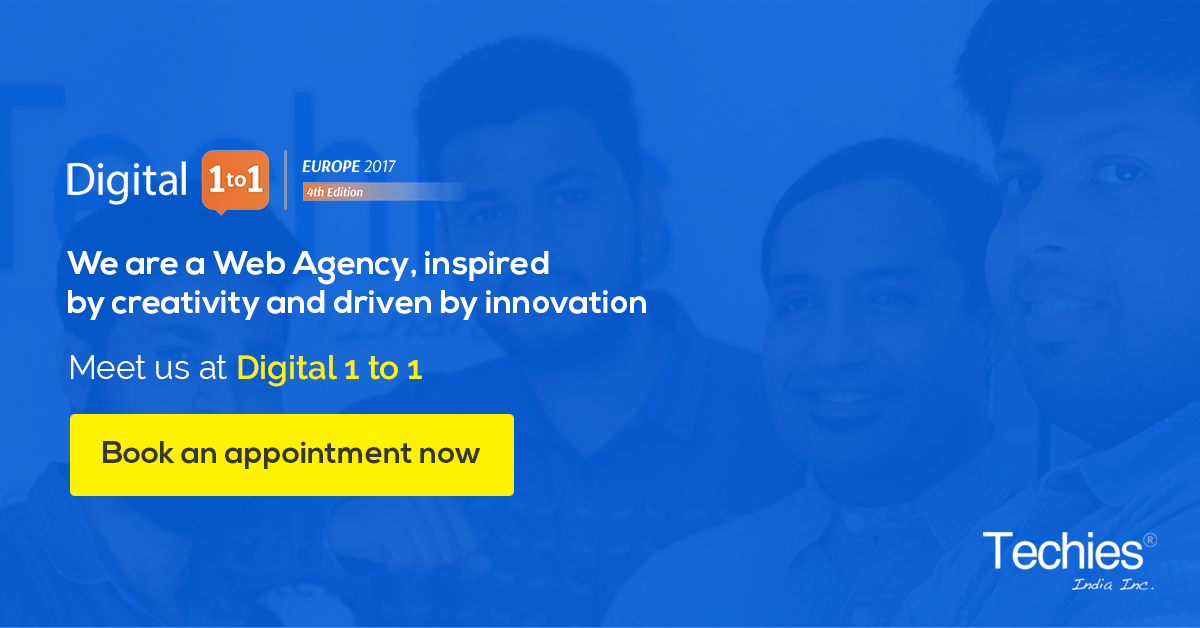 Digital 1to1 EUROPE 2017
4th Edition
We are a Web Agency, inspired
by creativity and driven by innovation
Meet us at Digital 1 to 1
Book an appointment now
Techies®
India Inc.